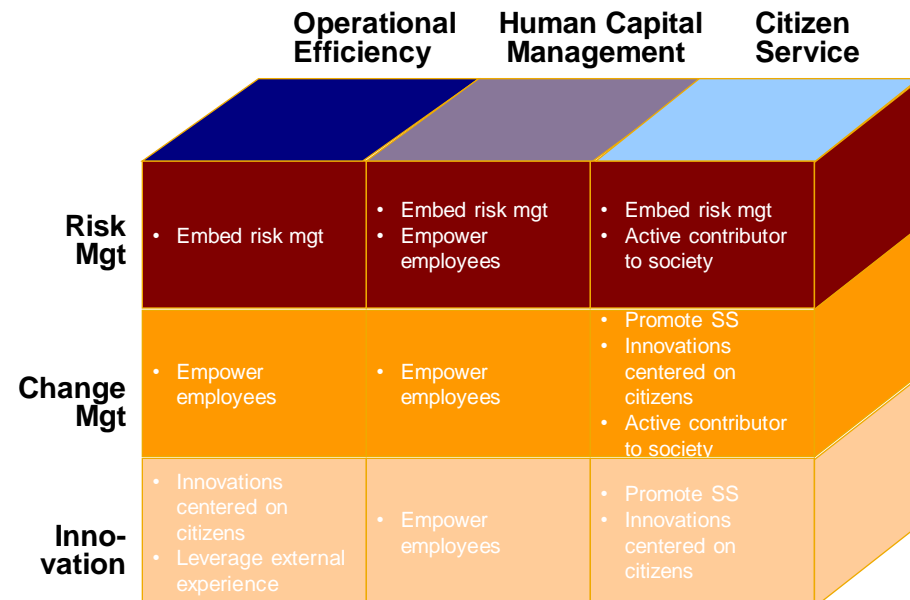 Operational
Efficiency
Human Capital
Management
Citizen
Service
Risk
Mgt
• Embed risk mgt
• Embed risk mgt
• Empower
employees
• Embed risk mgt
• Active contributor
to society
Change
Mgt
• Empower
employees
• Empower
employees
• Promote SS
• Innovations
centered on
citizens
• Active contributor
to society
Inno-
vation
• Innovations
centered on
citizens
• Leverage external
experience
• Empower
employees
• Promote SS
• Innovations
centered on
citizens